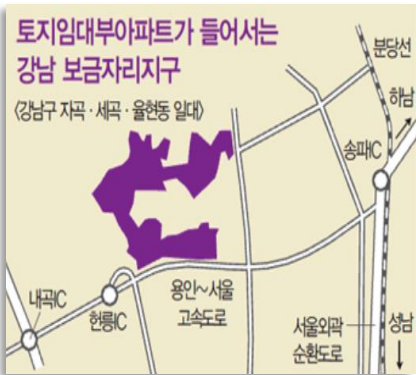 토지임대부아파트가 들어서는
강남 보금자리지구
〈강남구 자곡·세곡·율현동 일대〉
분당선
하남
송파IC
내곡IC
헌릉IC
용인~서울
고속도로
서울외곽
순환도로
성남